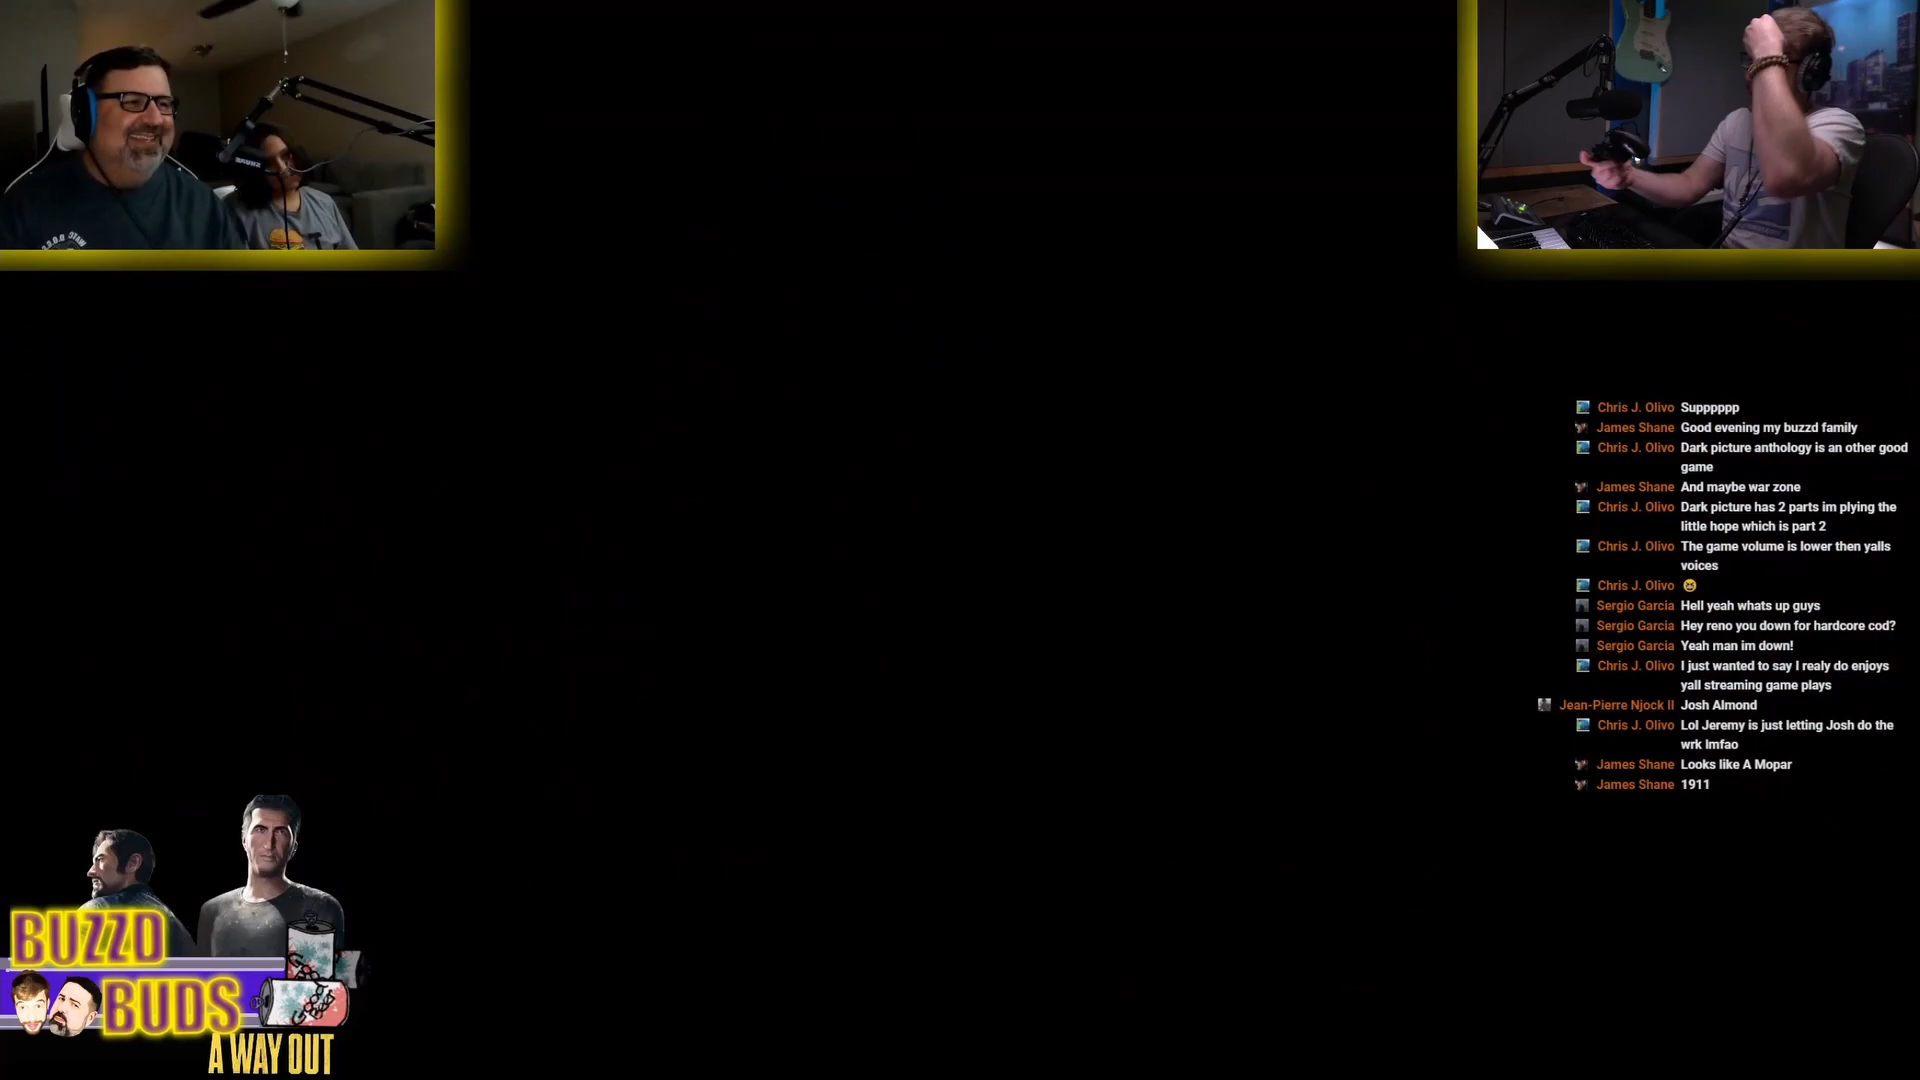 Chris J. Olivo Supppppp
James Shane Good evening my buzzd family
Chris J. Olivo Dark picture anthology is an other good
game
James Shane And maybe war zone
Chris J. Olivo Dark picture has 2 parts im plying the
little hope which is part 2
Chris J. Olivo The game volume is lower then yalls
voices
Chris J. Olivo 😆
Sergio Garcia Hell yeah whats up guys
Sergio Garcia Hey reno you down for hardcore cod?
Sergio Garcia Yeah man im down!
Chris J. Olivo I just wanted to say I realy do enjoys
yall streaming game plays
Jean-Pierre Njock II Josh Almond
Chris J. Olivo Lol Jeremy is just letting Josh do the
wrk lmfao
James Shane Looks like A Mopar
James Shane 1911
BUZZD
BUDS
A WAY OUT